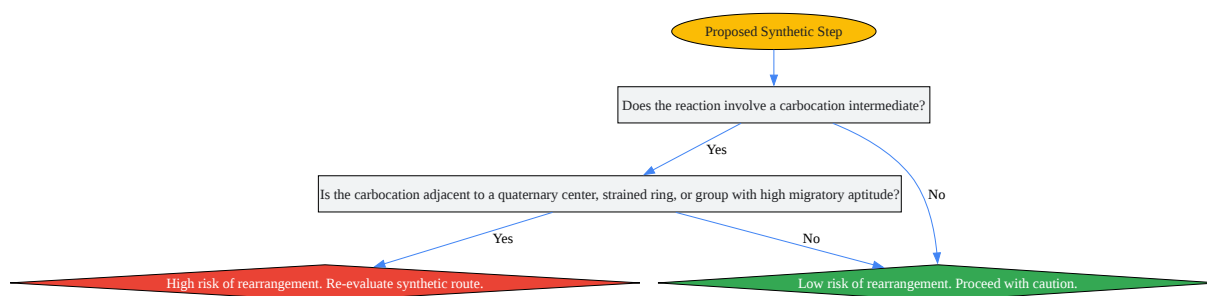 Proposed Synthetic Step
Does the reaction involve a carbocation intermediate?
Yes
Is the carbocation adjacent to a quaternary center, strained ring, or group with high migratory aptitude?
No
Yes
No
High risk of rearrangement. Re-evaluate synthetic route.
Low risk of rearrangement. Proceed with caution.